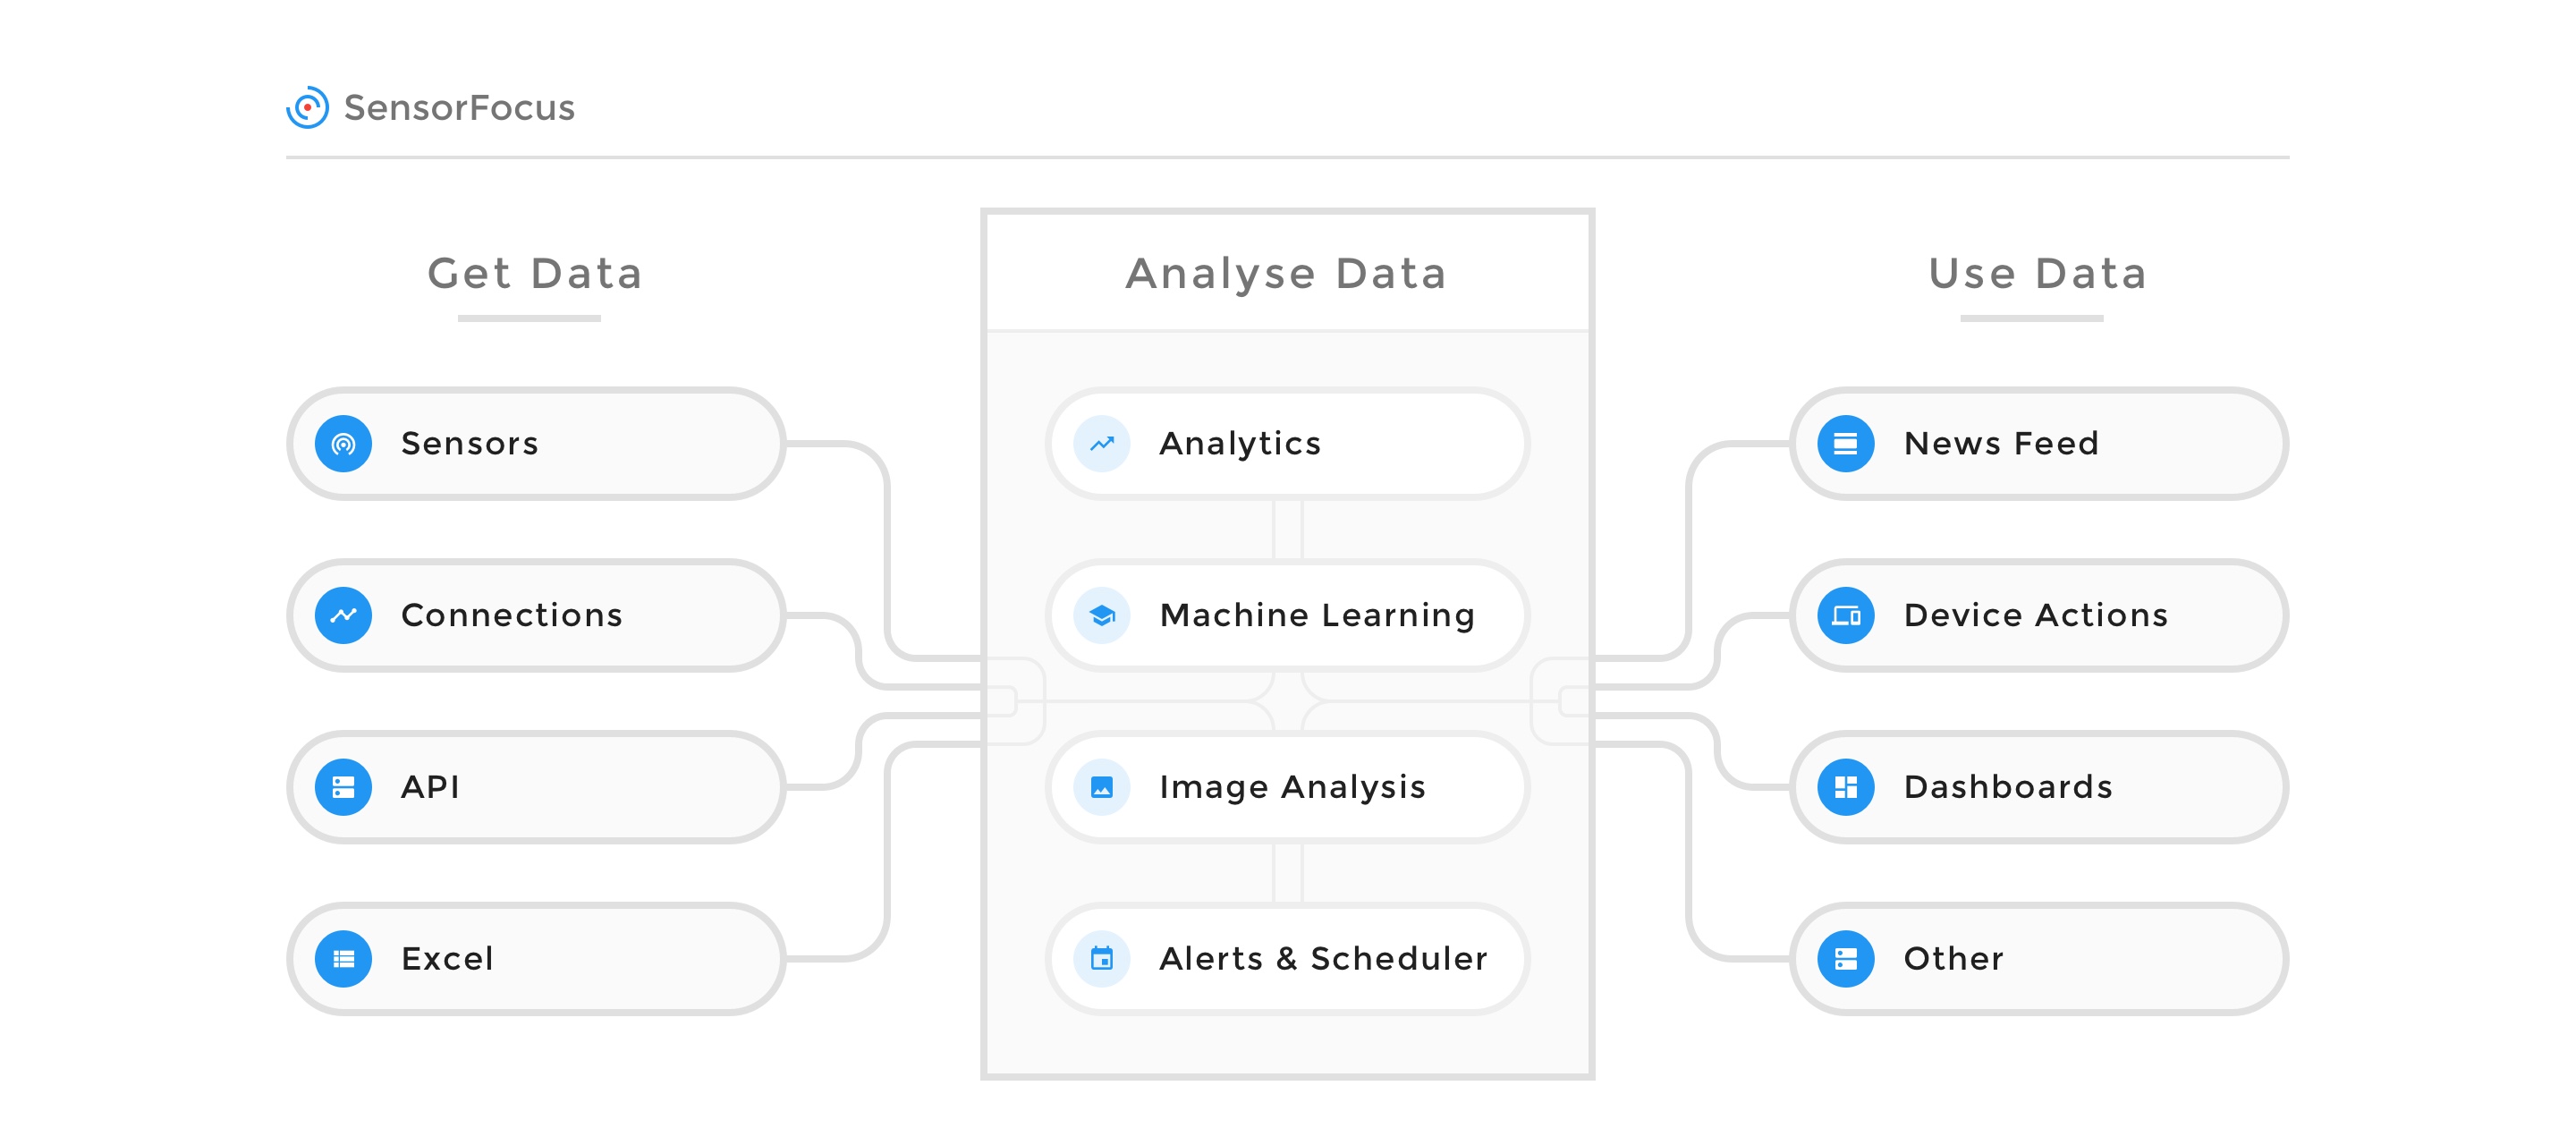 SensorFocus
Get Data
Sensors
Connections
API
Excel
Analyse Data
Analytics
Machine Learning
Image Analysis
Alerts & Scheduler
Use Data
News Feed
Device Actions
Dashboards
Other